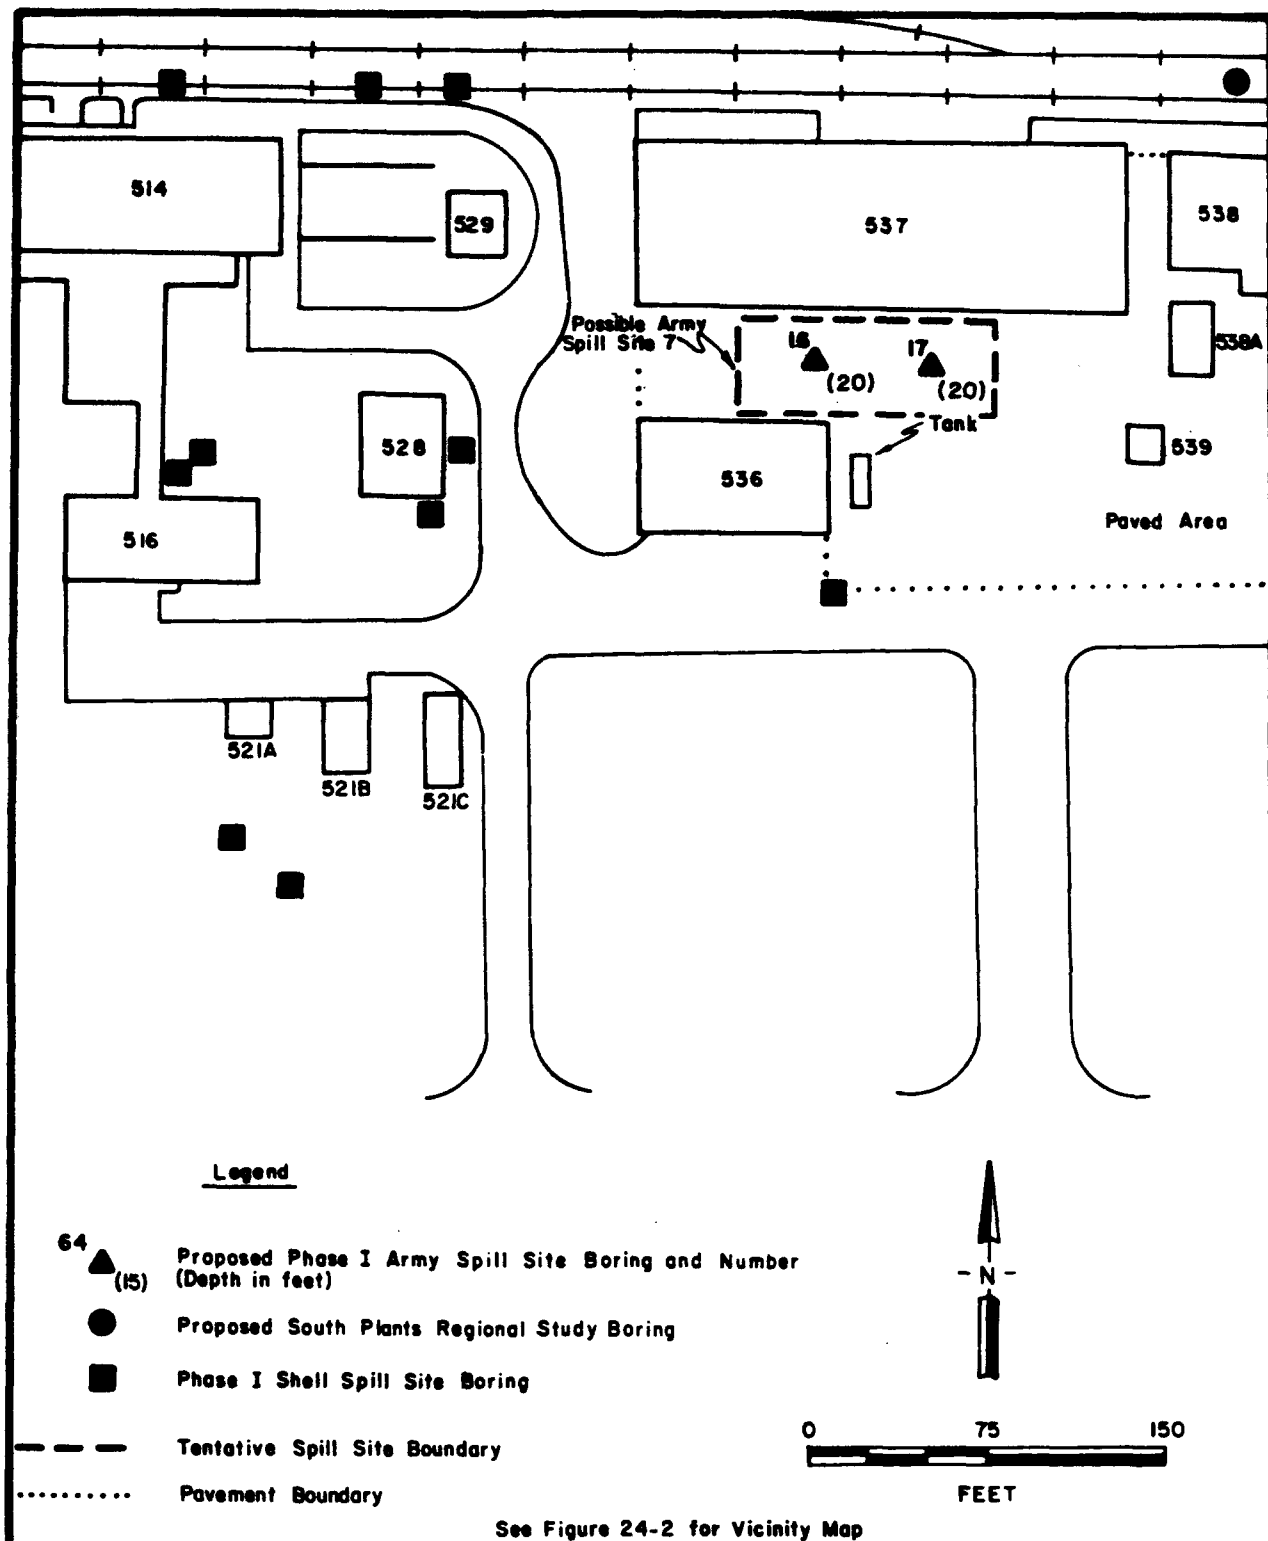 514
529
537
538
Possible Army
Spill Site 7
16
(20)
17
(20)
538A
Tank
528
536
539
Paved Area
516
521A
521B
521C
Legend
64
(15)
Proposed Phase I Army Spill Site Boring and Number
(Depth in feet)
Proposed South Plants Regional Study Boring
Phase I Shell Spill Site Boring
Tentative Spill Site Boundary
Pavement Boundary
- N -
0 75 150
FEET
See Figure 24-2 for Vicinity Map